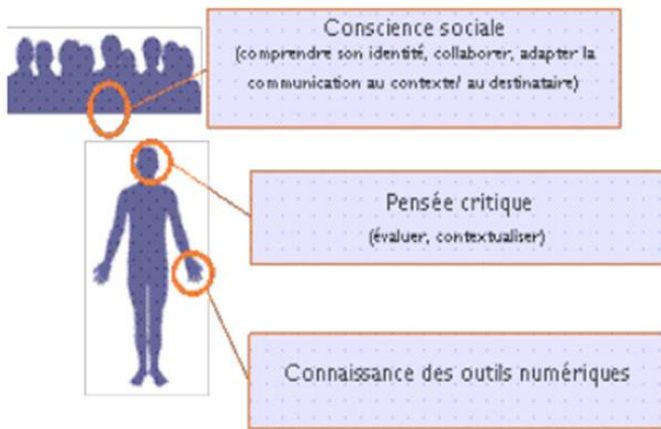 Conscience sociale
(comprendre son identité, collaborer, adapter la
communication au contexte/ au destinataire)
Pensée critique
(évaluer, contextualiser)
Connaissance des outils numériques